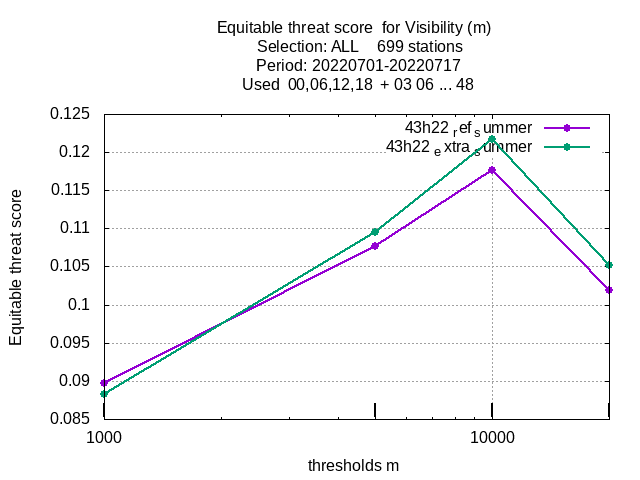 Equitable threat score for Visibility (m)
Selection: ALL 699 stations
Period: 20220701-20220717
Used 00,06,12,18 + 03 06 ... 48
0.125
43h22 ref summer
43h22 extra summer
0.12
0.115
0.11
0.105
0.1
0.095
0.09
0.085
Equitable threat score
1000
10000
thresholds m